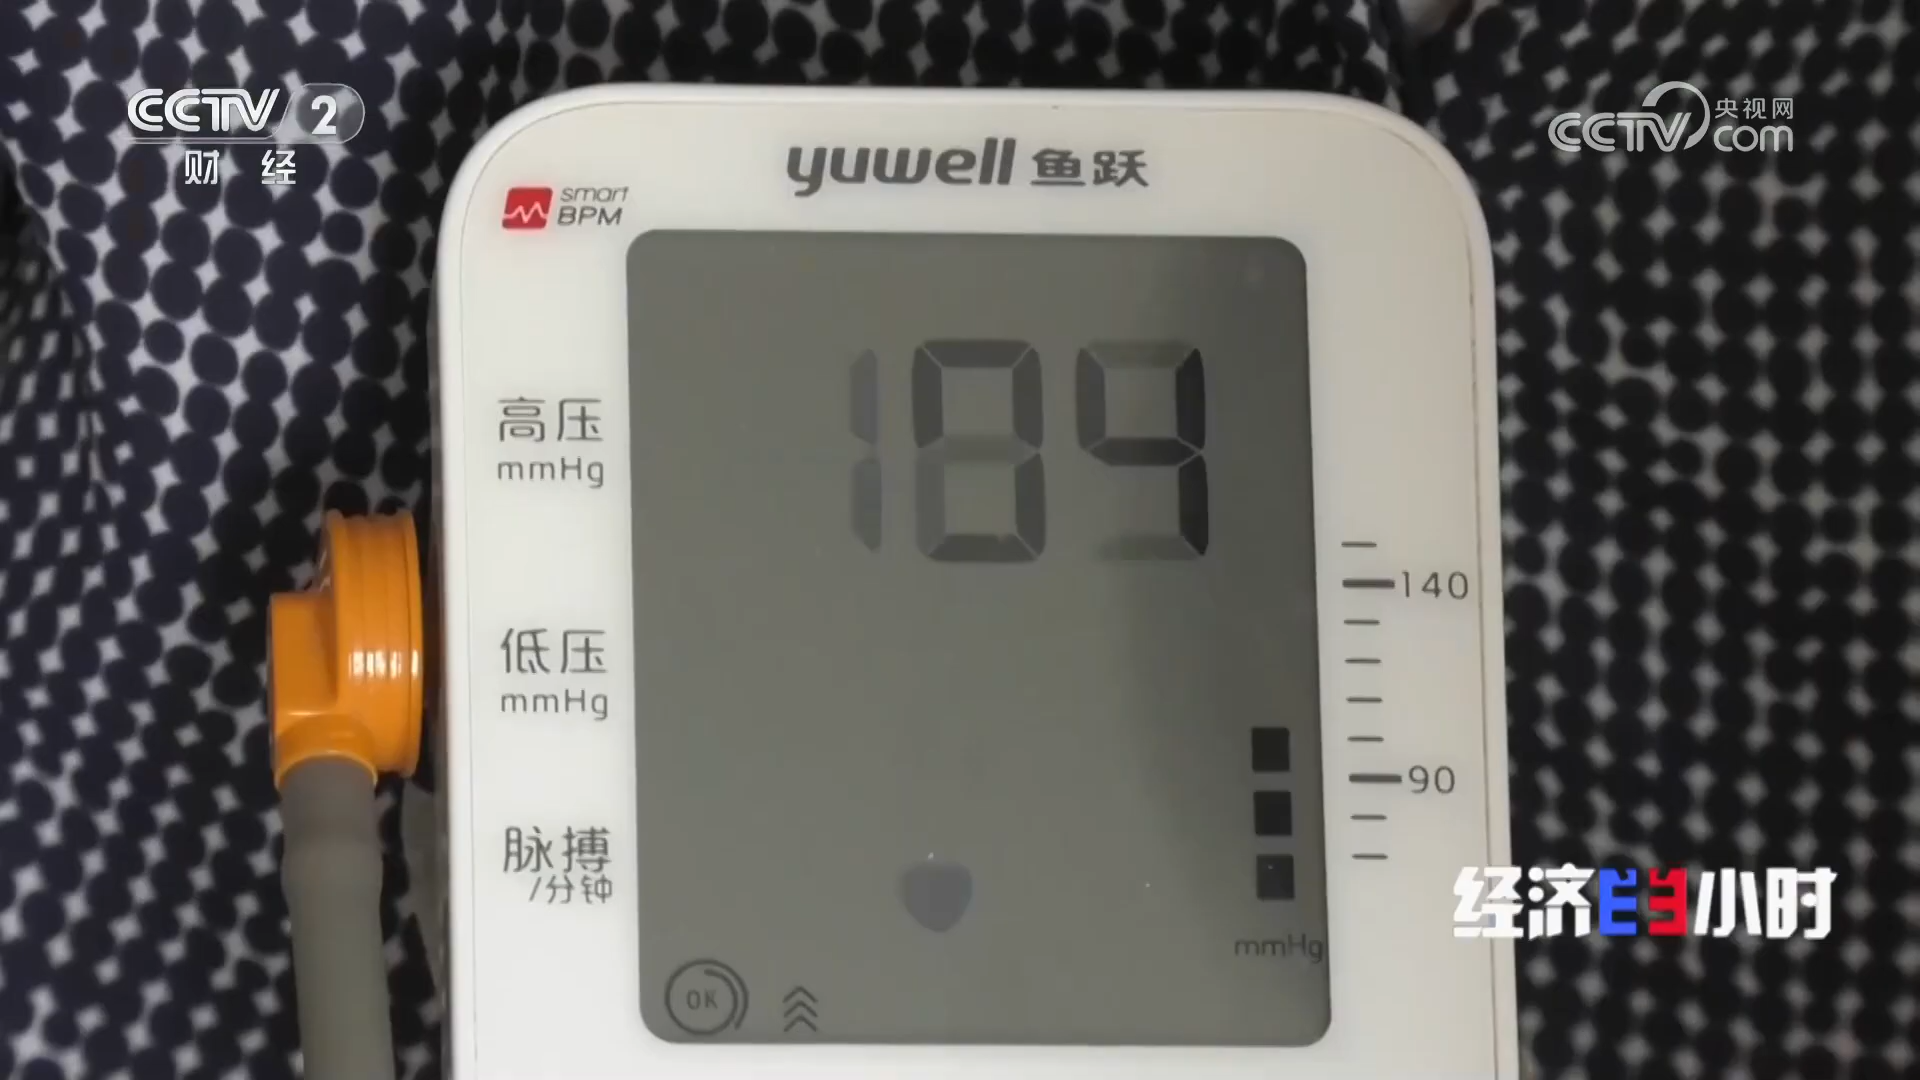 CCTV 2
财 经
央视网
CCTV.com
yuwell 鱼跃
smart
BPM
高压
mmHg
低压
mmHg
140
90
脉搏
/分钟
mmHg
OK
经济半小时